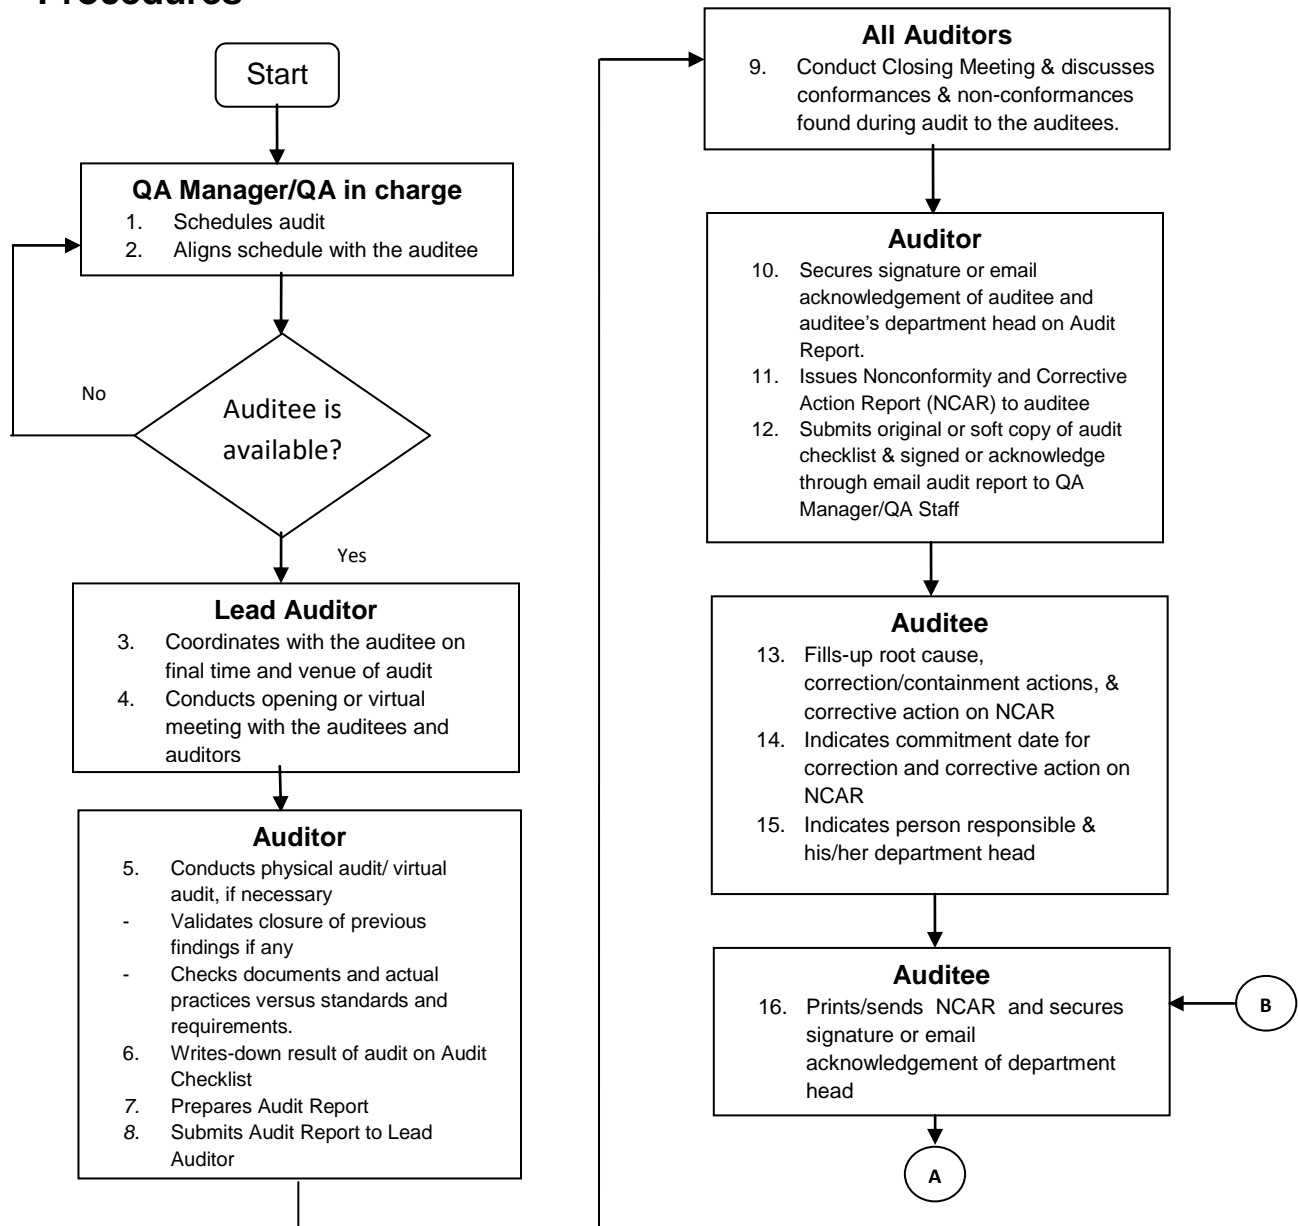 Procedures
Start
QA Manager/QA in charge
1. Schedules audit
2. Aligns schedule with the auditee
No
Auditee is
available?
Yes
Lead Auditor
3. Coordinates with the auditee on
final time and venue of audit
4. Conducts opening or virtual
meeting with the auditees and
auditors
Auditor
5. Conducts physical audit/ virtual
audit, if necessary
- Validates closure of previous
findings if any
- Checks documents and actual
practices versus standards and
requirements.
6. Writes-down result of audit on Audit
Checklist
7. Prepares Audit Report
8. Submits Audit Report to Lead
Auditor
All Auditors
9. Conduct Closing Meeting & discusses
conformances & non-conformances
found during audit to the auditees.
Auditor
10. Secures signature or email
acknowledgement of auditee and
auditee’s department head on Audit
Report.
11. Issues Nonconformity and Corrective
Action Report (NCAR) to auditee
12. Submits original or soft copy of audit
checklist & signed or acknowledge
through email audit report to QA
Manager/QA Staff
Auditee
13. Fills-up root cause,
correction/containment actions, &
corrective action on NCAR
14. Indicates commitment date for
correction and corrective action on
NCAR
15. Indicates person responsible &
his/her department head
Auditee
16. Prints/sends NCAR and secures
signature or email
acknowledgement of department
head
B
A